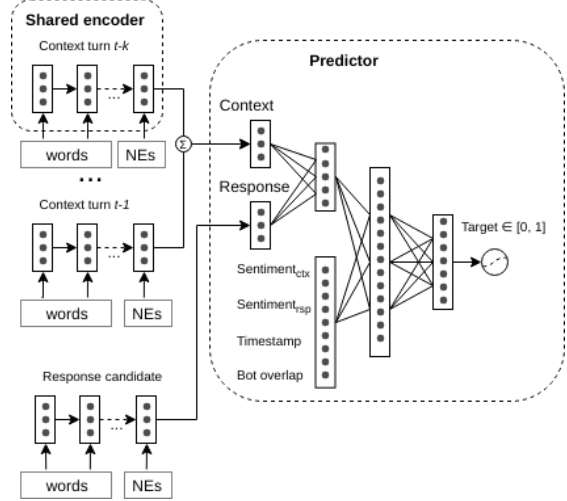 Shared encoder
Context turn t-k
...
words
NEs
...
Context turn t-1
...
words
NEs
Response candidate
...
words
NEs
Σ
Predictor
Context
Response
Sentiment_ctx
Sentiment_rsp
Timestamp
Bot overlap
Target ∈ [0, 1]